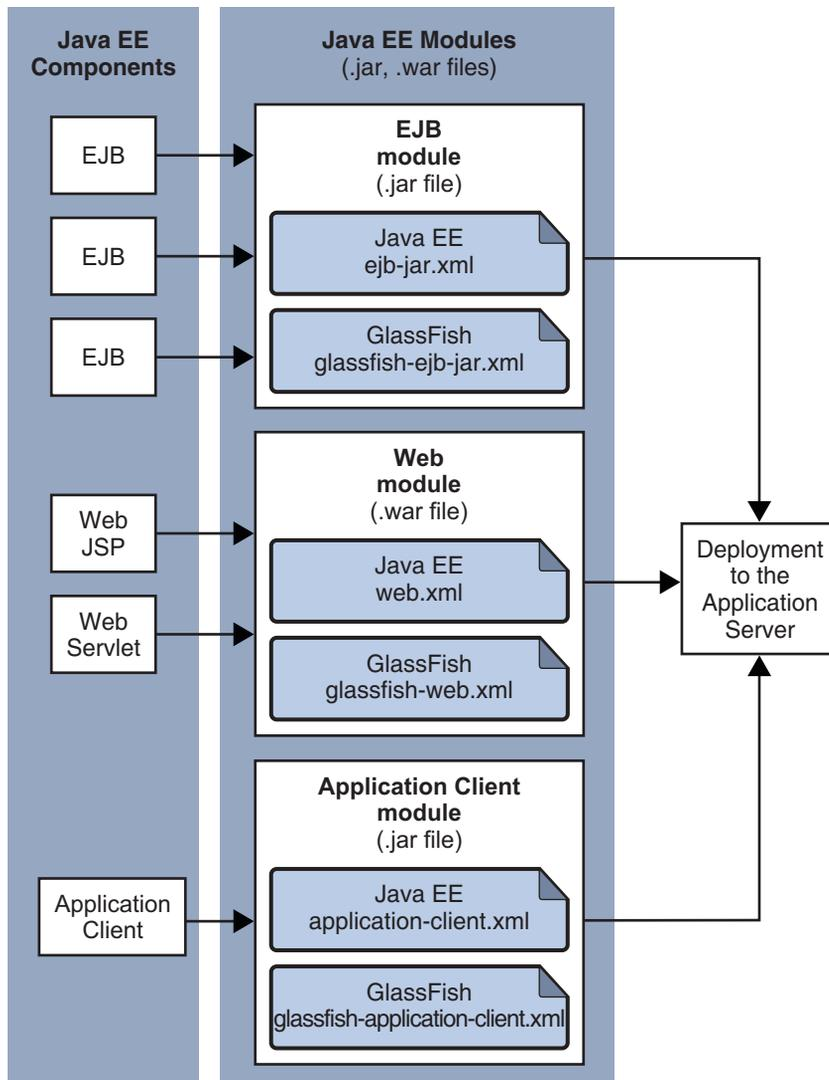 Java EE
Components
Java EE Modules
(.jar, .war files)
EJB
EJB
EJB
EJB
module
(.jar file)
Java EE
ejb-jar.xml
GlassFish
glassfish-ejb-jar.xml
Web
JSP
Web
Servlet
Web
module
(.war file)
Java EE
web.xml
GlassFish
glassfish-web.xml
Deployment
to the
Application
Server
Application
Client
Application Client
module
(.jar file)
Java EE
application-client.xml
GlassFish
glassfish-application-client.xml